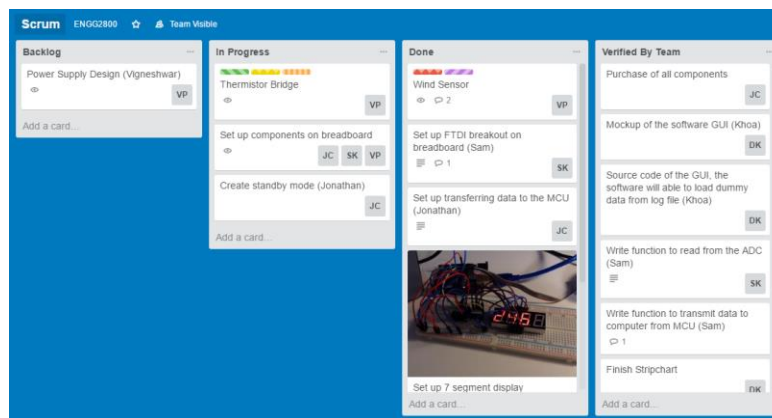 Scrum ENGG2800 Team Visible
Backlog
Power Supply Design (Vigneshwar)
VP
Add a card...
In Progress
Thermistor Bridge
VP
Set up components on breadboard
JC SK VP
Create standby mode (Jonathan)
JC
Add a card...
Done
Wind Sensor
2
VP
Set up FTDI breakout on
breadboard (Sam)
1
SK
Set up transferring data to the MCU
(Jonathan)
JC
246
Set up 7 segment display
Add a card...
Verified By Team
Purchase of all components
JC
Mockup of the software GUI (Khoa)
DK
Source code of the GUI, the
software will able to load dummy
data from log file (Khoa)
DK
Write function to read from the ADC
(Sam)
SK
Write function to transmit data to
computer from MCU (Sam)
1
Finish Stripchart
DK
Add a card...